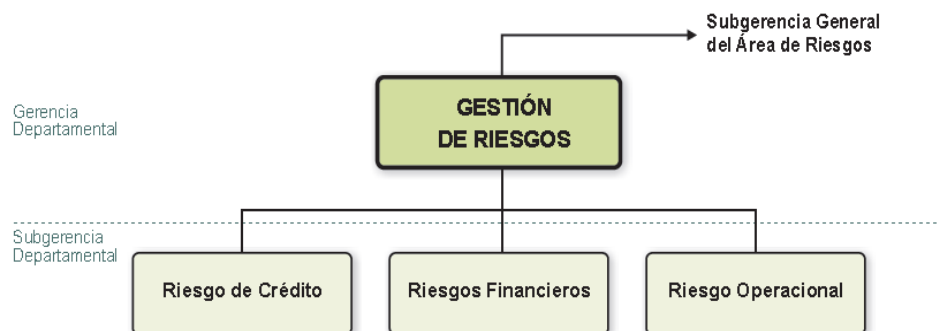 Subgerencia General
del Área de Riesgos
Gerencia
Departamental
GESTIÓN
DE RIESGOS
Subgerencia
Departamental
Riesgo de Crédito
Riesgos Financieros
Riesgo Operacional